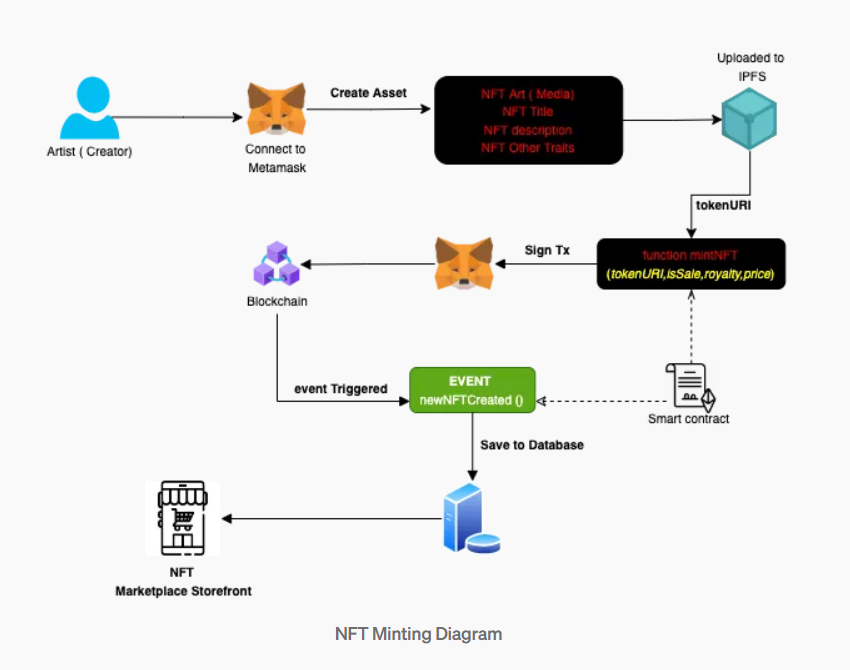 Uploaded to
IPFS
Create Asset
NFT Art ( Media)
NFT Title
NFT description
NFT Other Traits
Artist ( Creator)
Connect to
Metamask
tokenURI
Sign Tx
function mintNFT
(tokenURI,isSale,royalty,price)
Blockchain
event Triggered
EVENT
newNFTCreated ()
Smart contract
Save to Database
NFT
Marketplace Storefront
NFT Minting Diagram